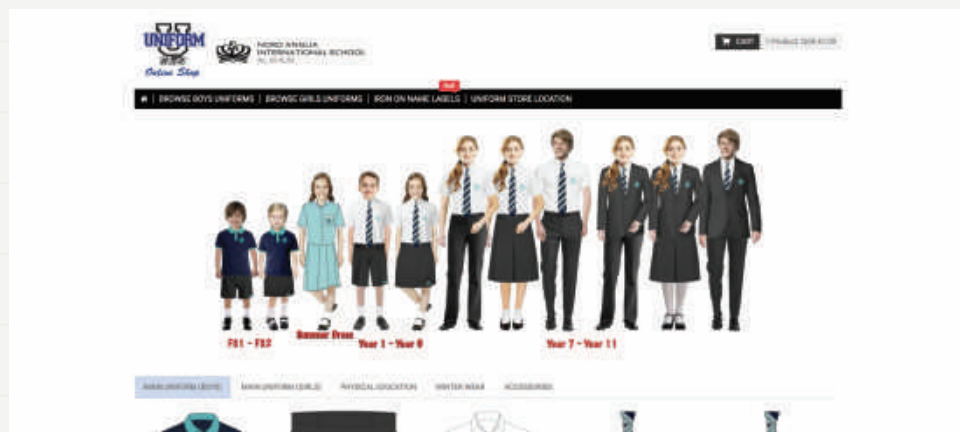 UNIFORM
Online Shop
NORD ANGLIA
INTERNATIONAL SCHOOL
CART
BROWSE BOYS UNIFORMS
BROWSE GIRLS UNIFORMS
IRON ON NAME LABELS
UNIFORM STORE LOCATION
FS1 - FS2
Summer Dress
Year 1 - Year 6
Year 7 - Year 11
MAIN UNIFORM (BOYS)
MAIN UNIFORM (GIRLS)
PHYSICAL EDUCATION
WINTER WEAR
ACCESSORIES